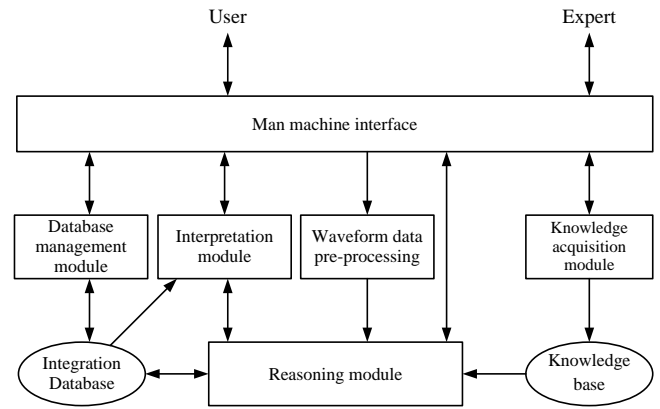 User
Expert
Man machine interface
Database
management
module
Interpretation
module
Waveform data
pre-processing
Knowledge
acquisition
module
Integration
Database
Reasoning module
Knowledge
base